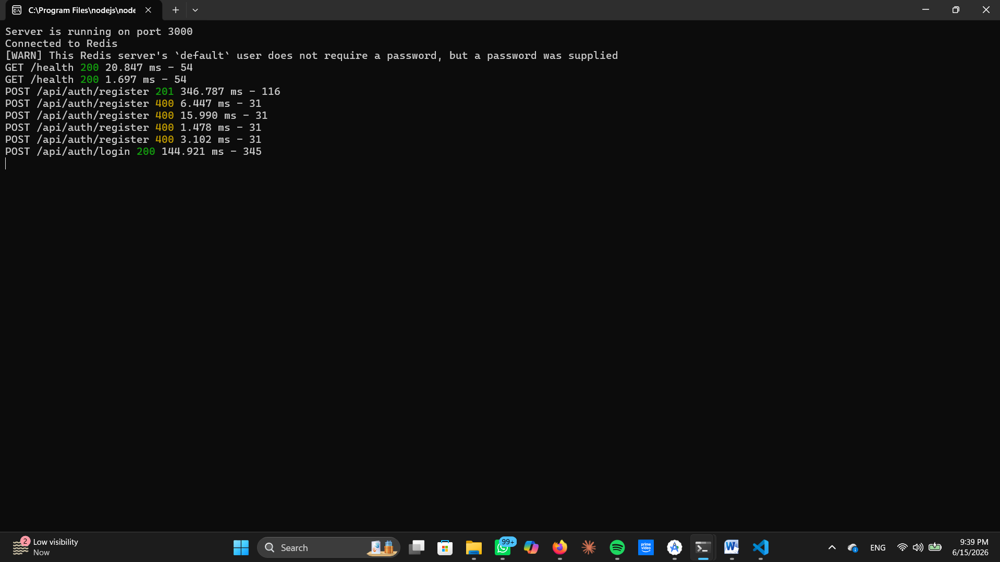 C:\Program Files\nodejs\node
Server is running on port 3000
Connected to Redis
[WARN] This Redis server's `default` user does not require a password, but a password was supplied
GET /health 200 20.847 ms - 54
GET /health 200 1.697 ms - 54
POST /api/auth/register 201 346.787 ms - 116
POST /api/auth/register 400 6.447 ms - 31
POST /api/auth/register 400 15.990 ms - 31
POST /api/auth/register 400 1.478 ms - 31
POST /api/auth/register 400 3.102 ms - 31
POST /api/auth/login 200 144.921 ms - 345
2
Low visibility
Now
Search
99+
prime video
ENG
9:39 PM
6/15/2026